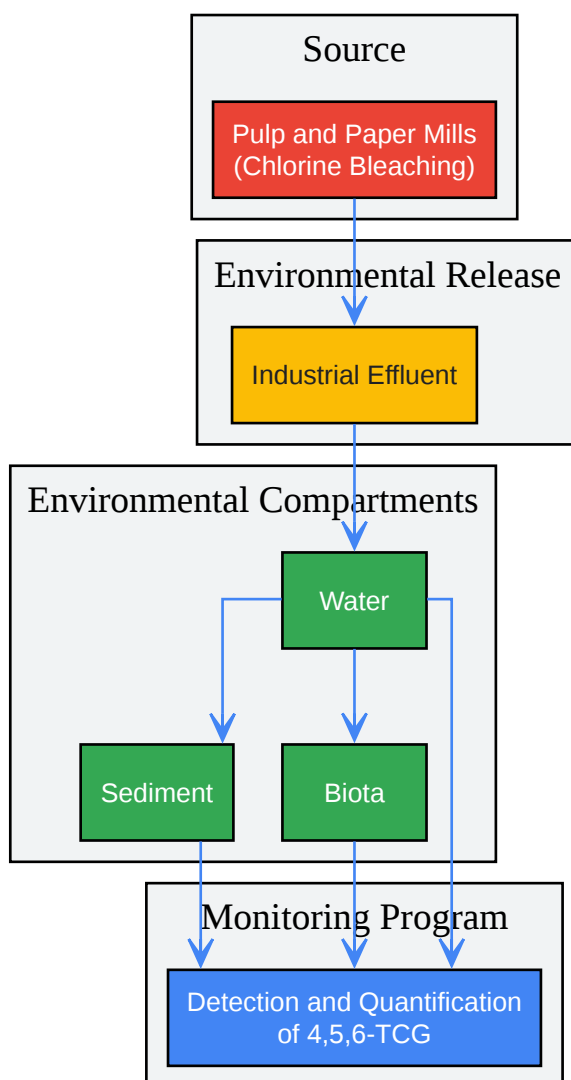 Source
Pulp and Paper Mills
(Chlorine Bleaching)
Environmental Release
Industrial Effluent
Environmental Compartments
Water
Sediment
Biota
Monitoring Program
Detection and Quantification
of 4,5,6-TCG